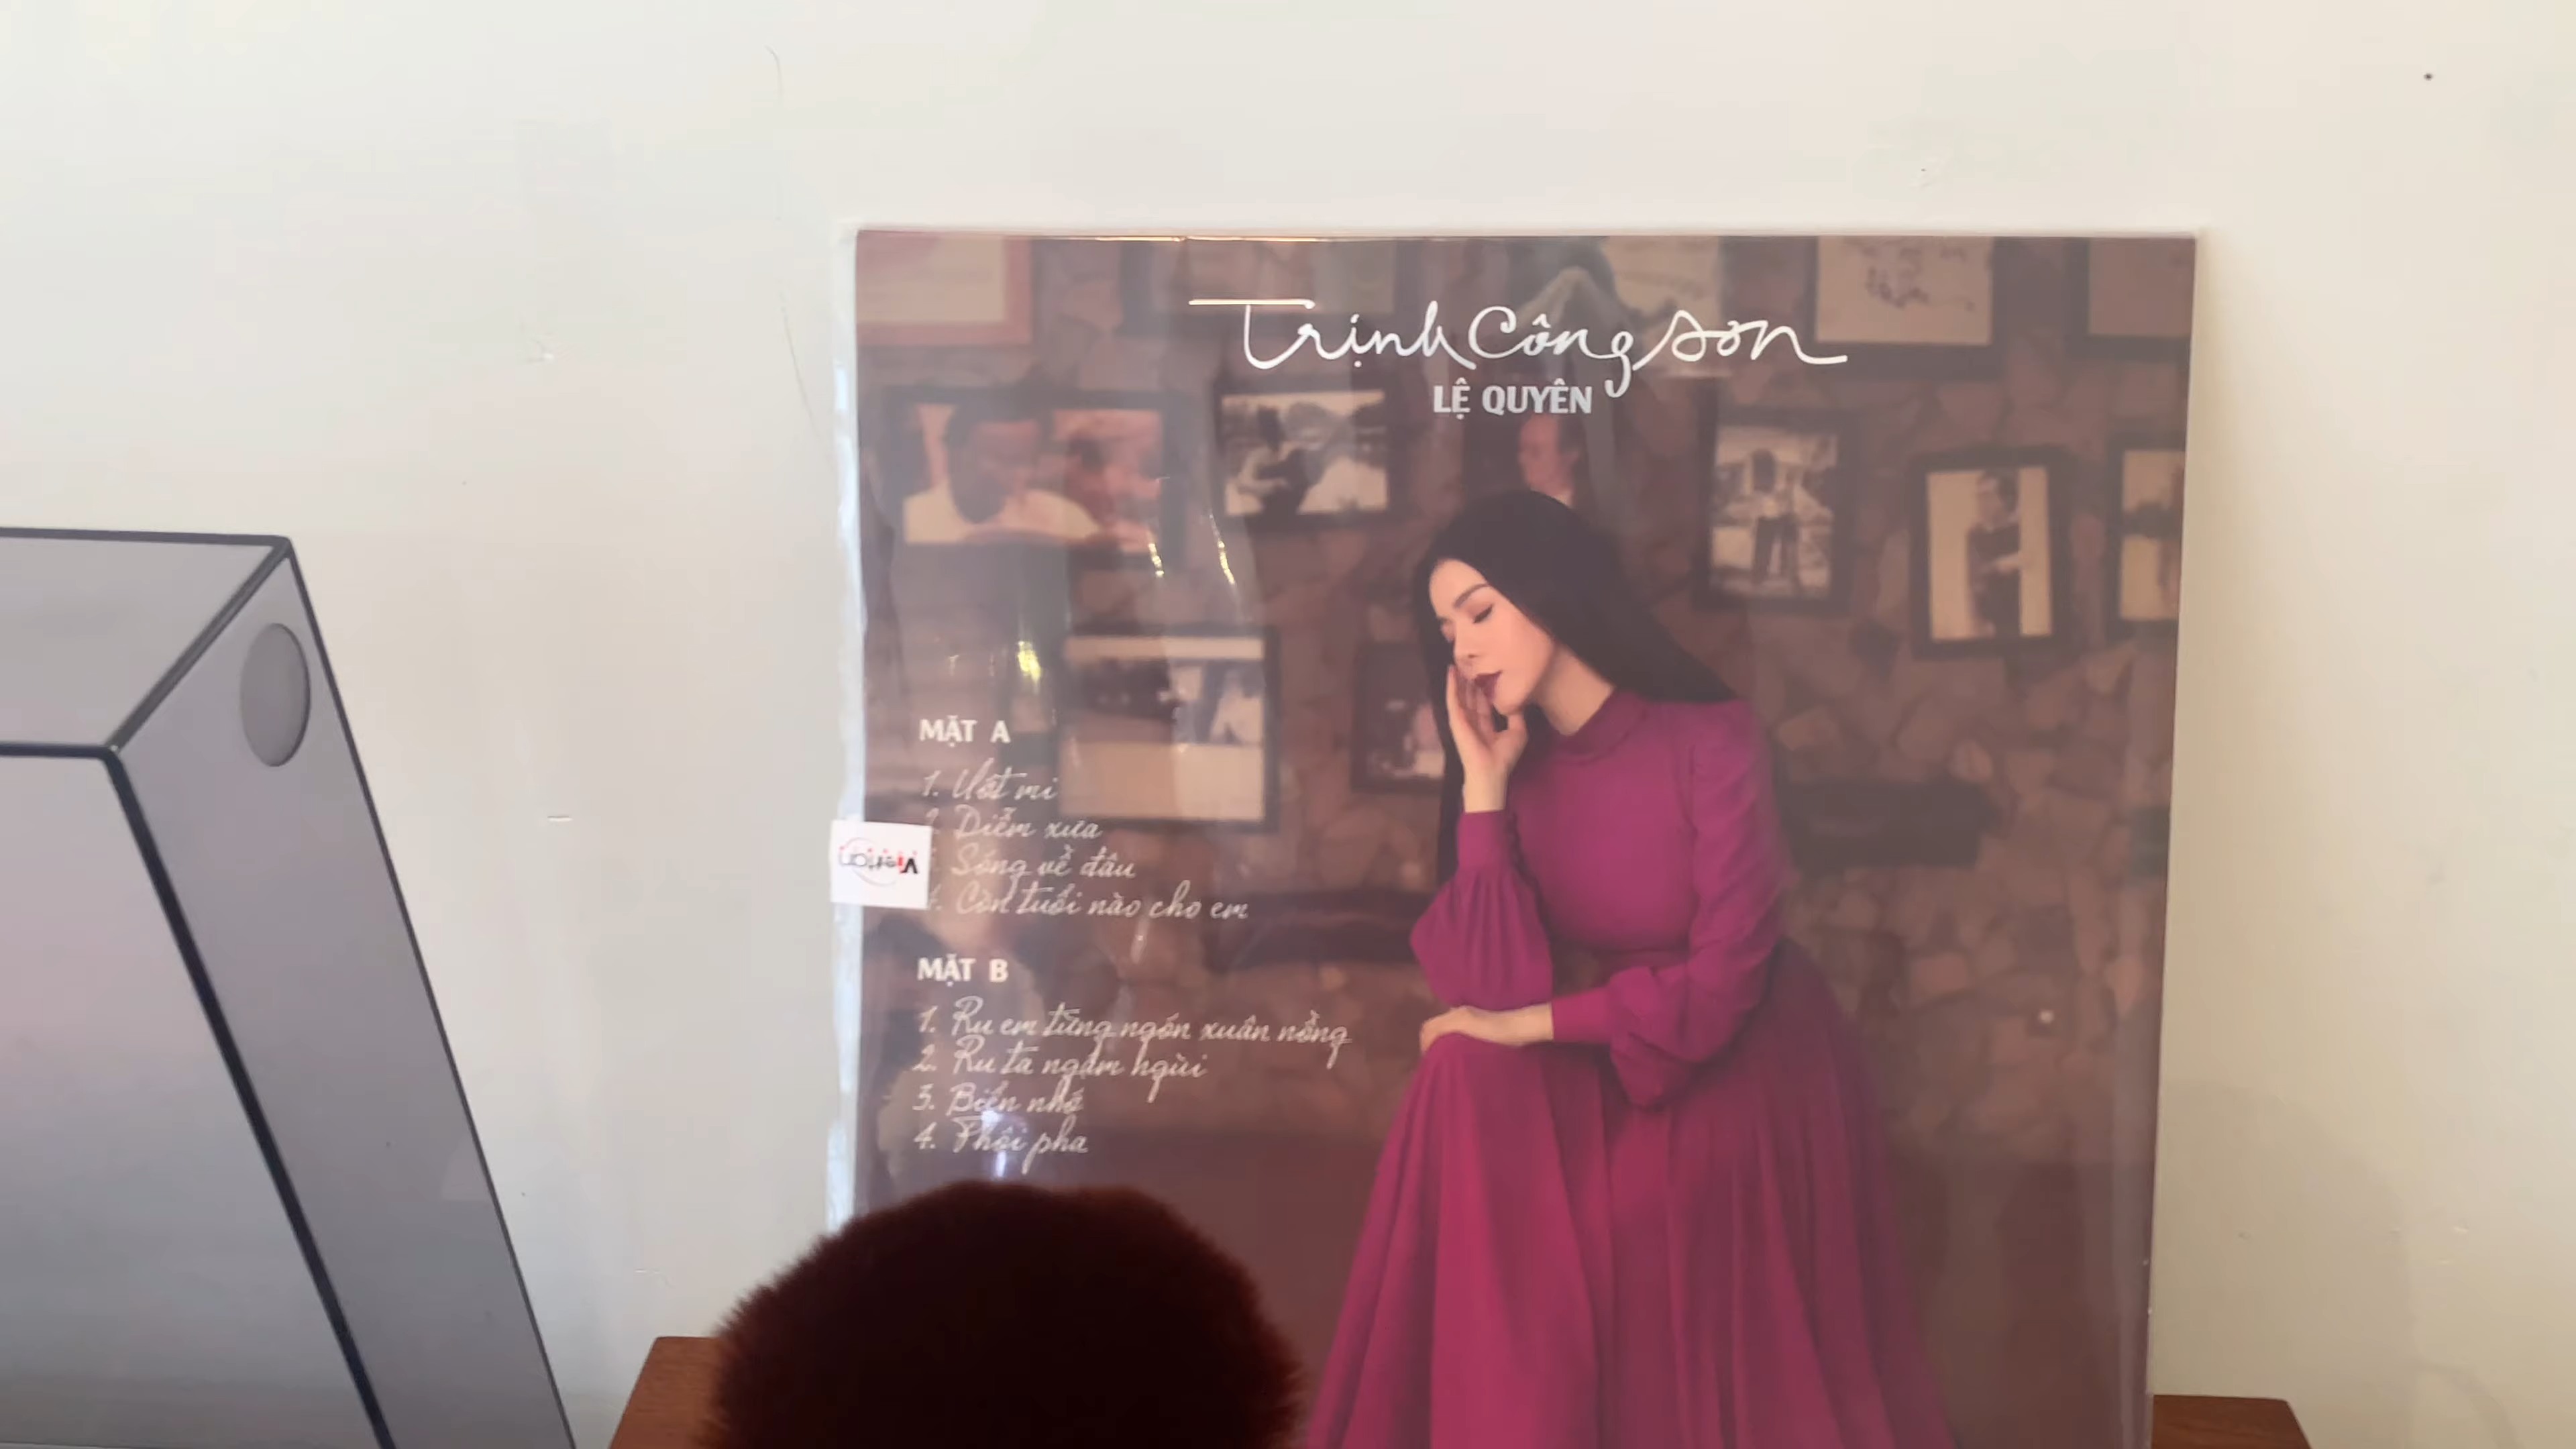 Trịnh Công Sơn
LỆ QUYÊN
MẶT A
1. Ướt mi
2. Diễm xưa
Viettan
. Sóng về đâu
4. Còn tuổi nào cho em
MẶT B
1. Ru em từng ngón xuân nồng
2. Ru ta ngậm ngùi
3. Biển nhớ
4. Phôi pha